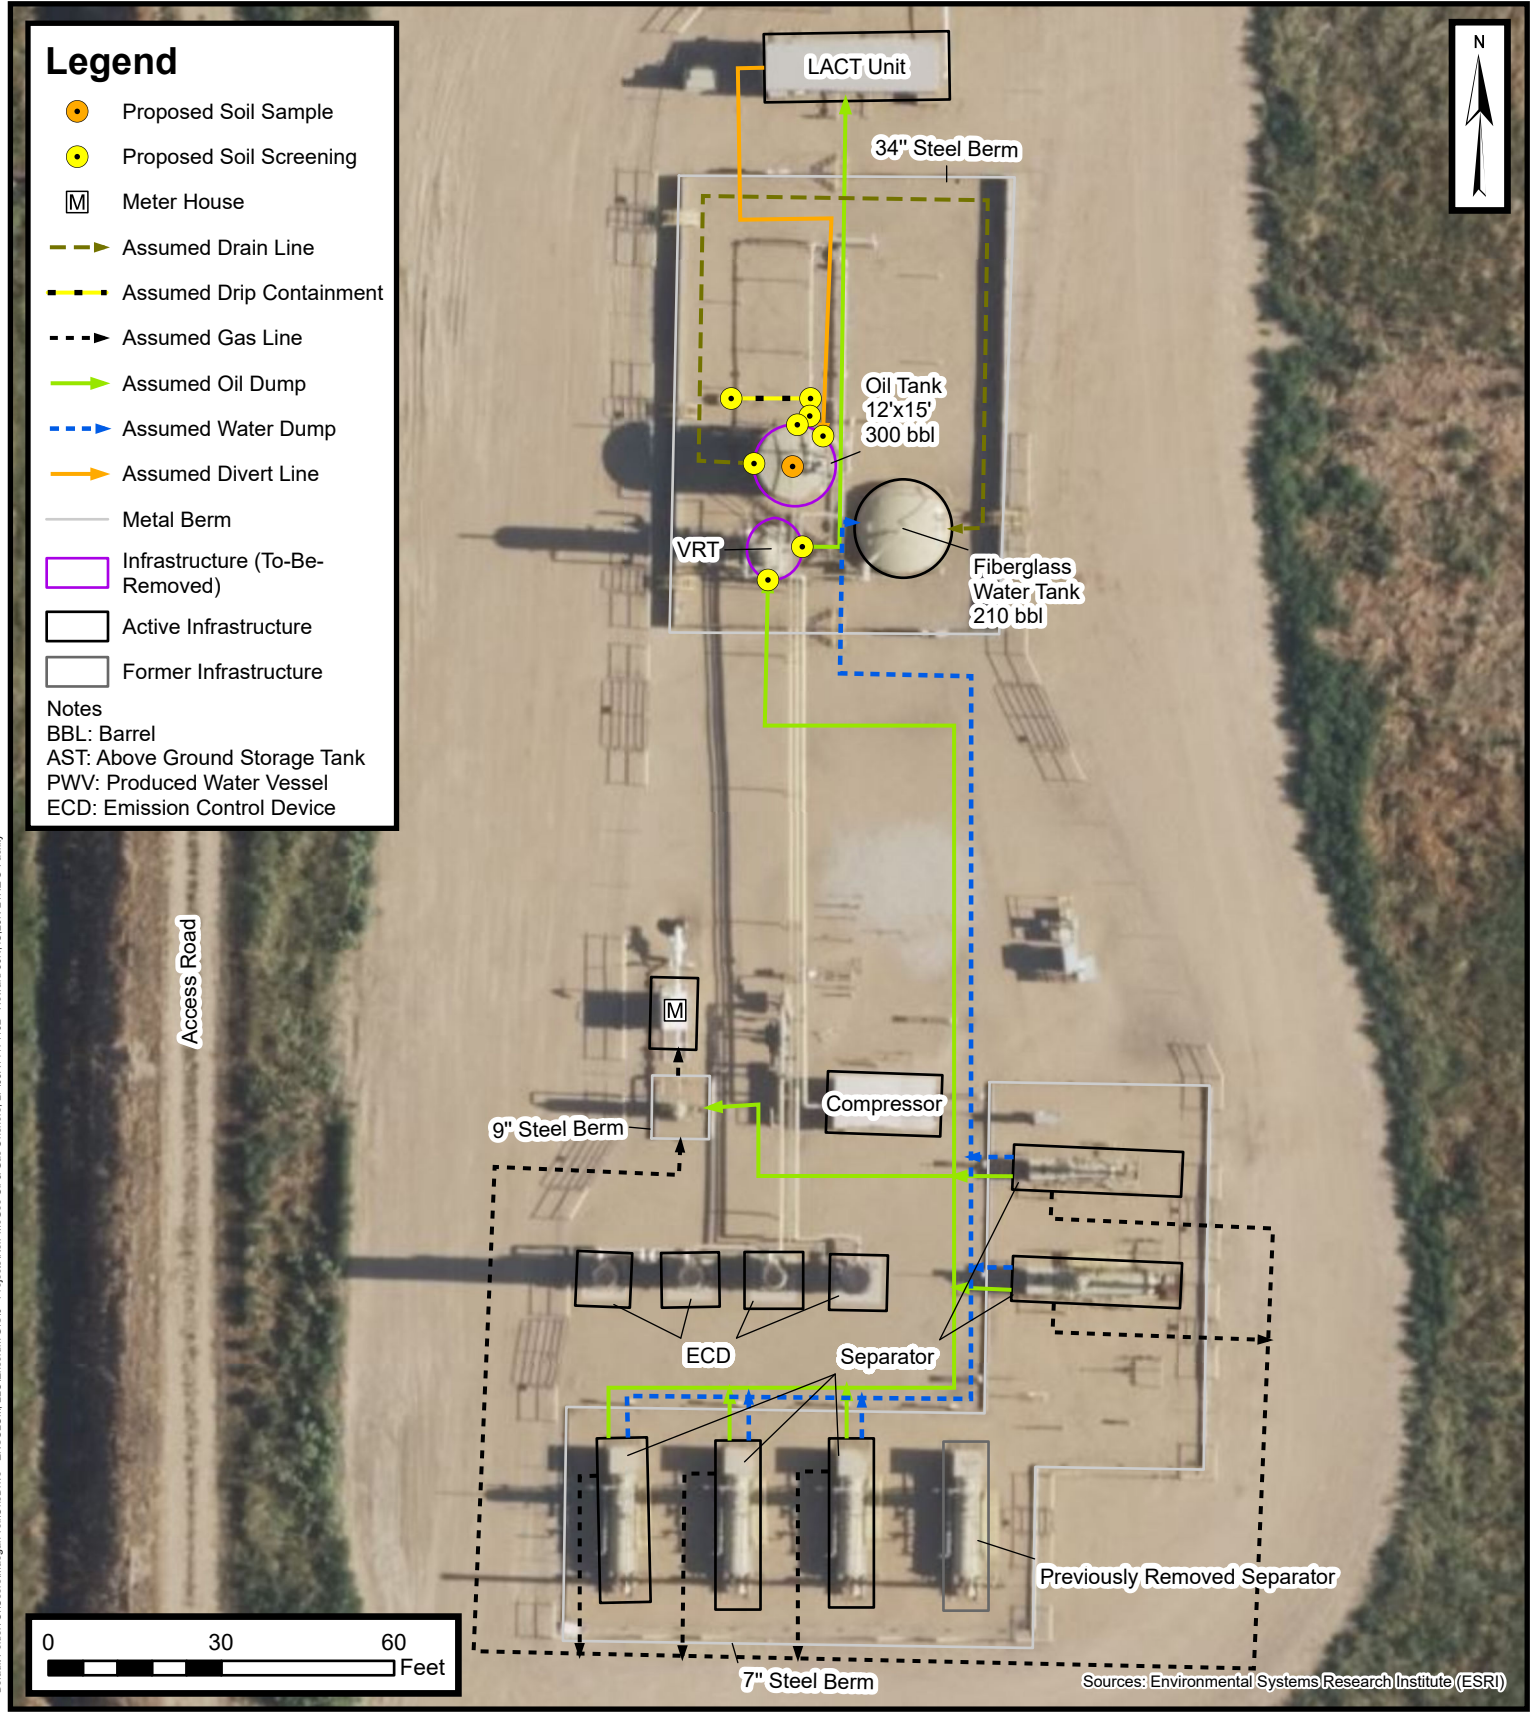 Legend
Proposed Soil Sample
Proposed Soil Screening
M Meter House
Assumed Drain Line
Assumed Drip Containment
Assumed Gas Line
Assumed Oil Dump
Assumed Water Dump
Assumed Divert Line
Metal Berm
Infrastructure (To-Be-
Removed)
Active Infrastructure
Former Infrastructure
Notes
BBL: Barrel
AST: Above Ground Storage Tank
PWV: Produced Water Vessel
ECD: Emission Control Device
N
LACT Unit
34" Steel Berm
Oil Tank
12'x15'
300 bbl
VRT
Fiberglass
Water Tank
210 bbl
Access Road
M
Compressor
9" Steel Berm
ECD
Separator
Previously Removed Separator
7" Steel Berm
0 30 60
Feet
Sources: Environmental Systems Research Institute (ESRI)